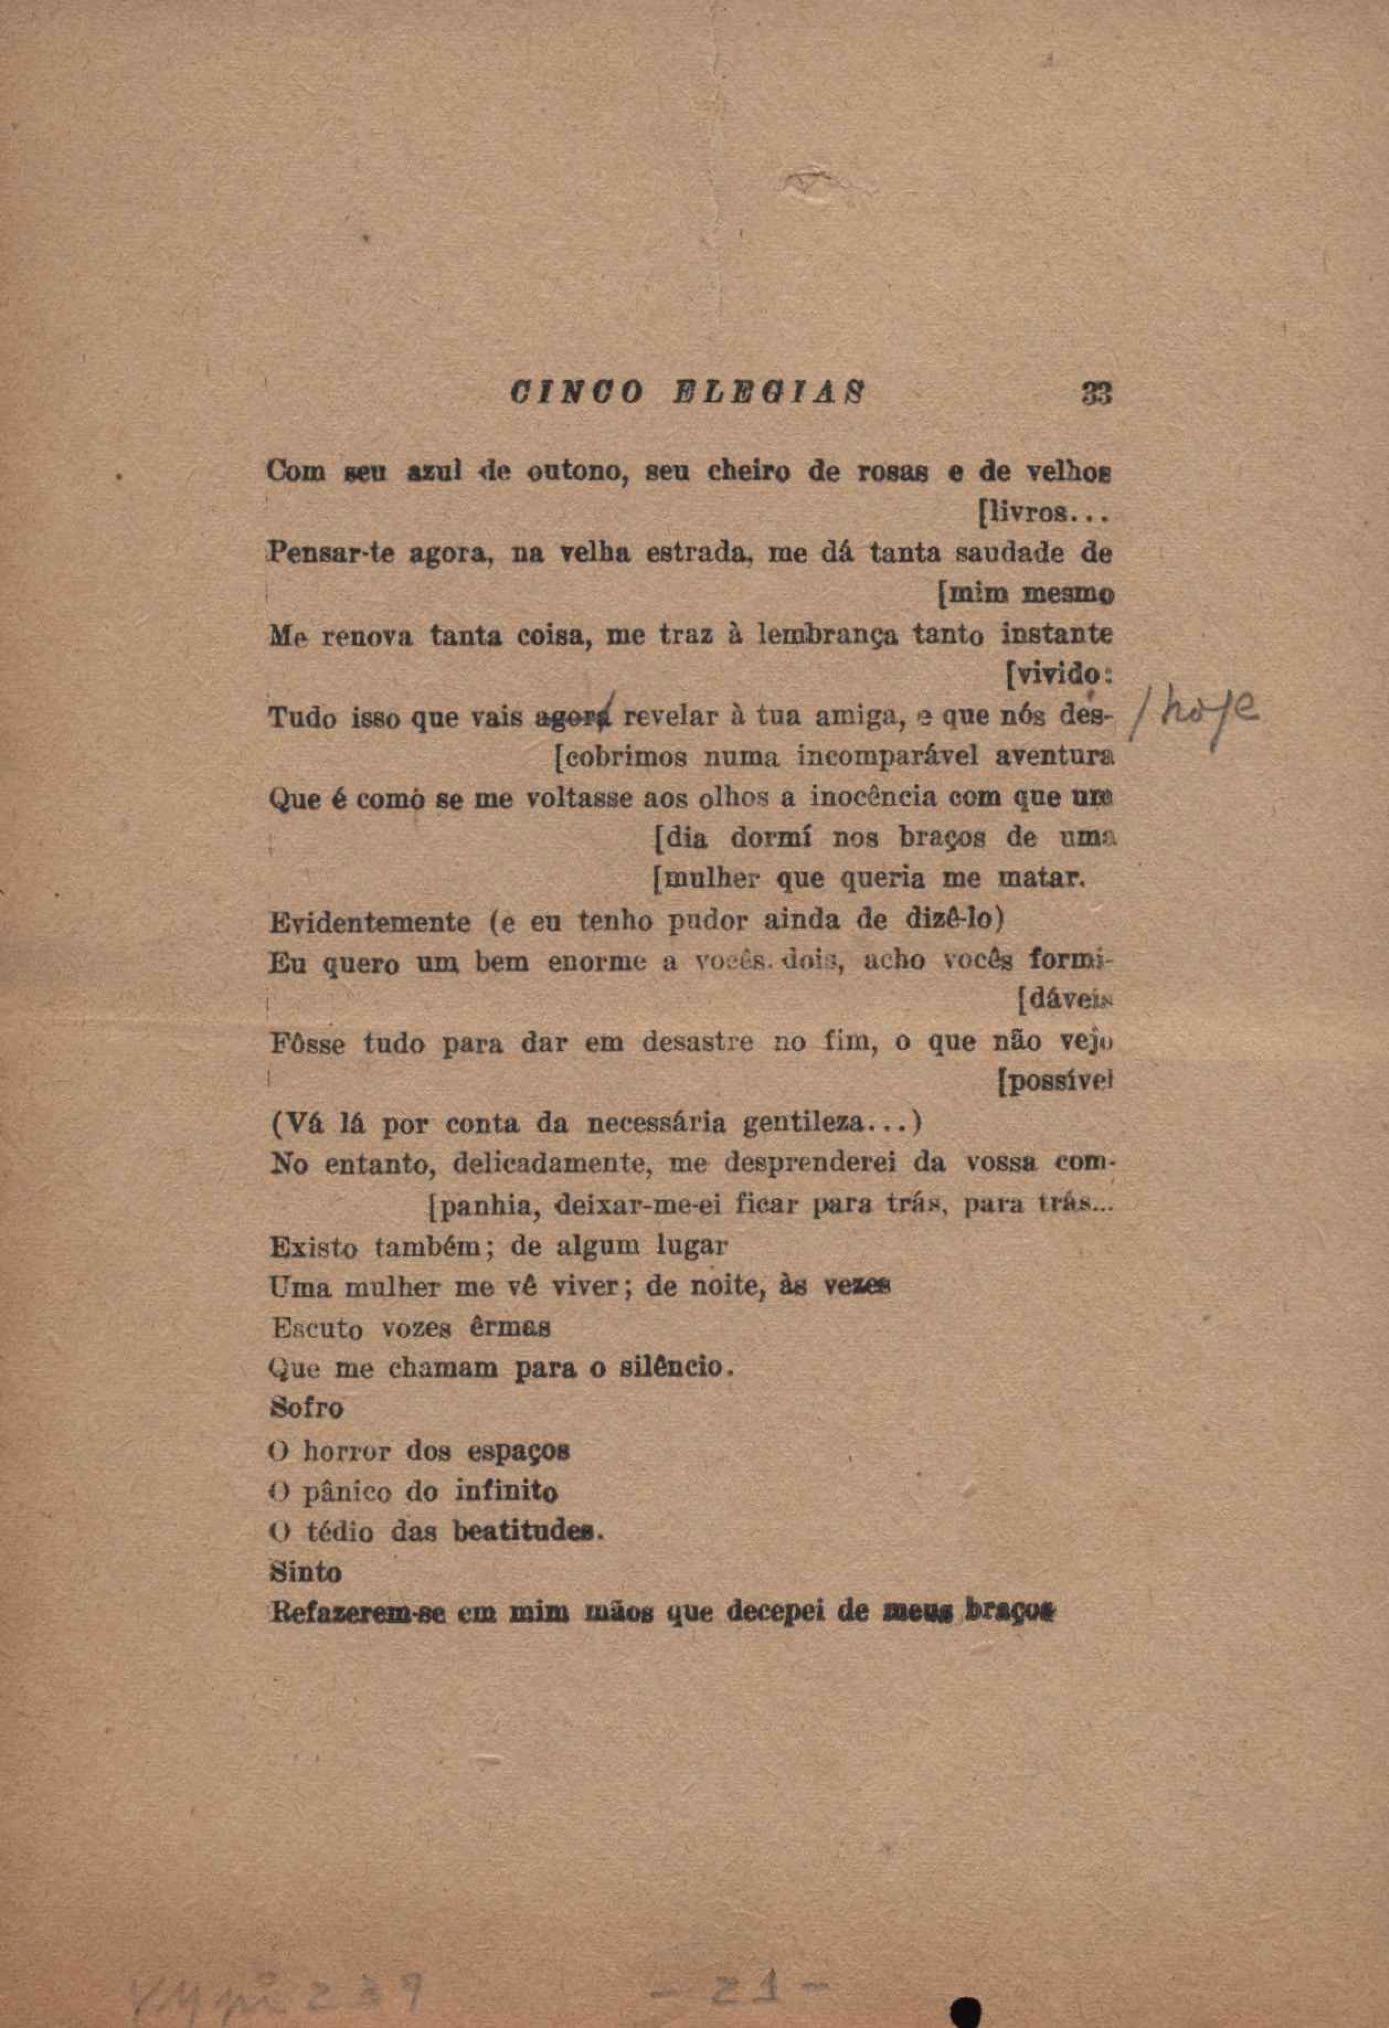 CINCO ELEGIAS 33
Com seu azul de outono, seu cheiro de rosas e de velhos
[livros...
Pensar-te agora, na velha estrada, me dá tanta saudade de
[mim mesmo
Me renova tanta coisa, me traz à lembrança tanto instante
[vivido:
Tudo isso que vais agora revelar à tua amiga, e que nós des- / hoje
[cobrimos numa incomparável aventura
Que é como se me voltasse aos olhos a inocência com que um
[dia dormí nos braços de uma
[mulher que queria me matar.
Evidentemente (e eu tenho pudor ainda de dizê-lo)
Eu quero um bem enorme a vocês dois, acho vocês formi-
[dáveis
Fôsse tudo para dar em desastre no fim, o que não vejo
[possível
(Vá lá por conta da necessária gentileza...)
No entanto, delicadamente, me desprenderei da vossa com-
[panhia, deixar-me-ei ficar para trás, para trás...
Existo também; de algum lugar
Uma mulher me vê viver; de noite, às vezes
Escuto vozes êrmas
Que me chamam para o silêncio.
Sofro
O horror dos espaços
O pânico do infinito
O tédio das beatitudes.
Sinto
Refazerem-se em mim mãos que decepei de meus braços
239 - 21 -